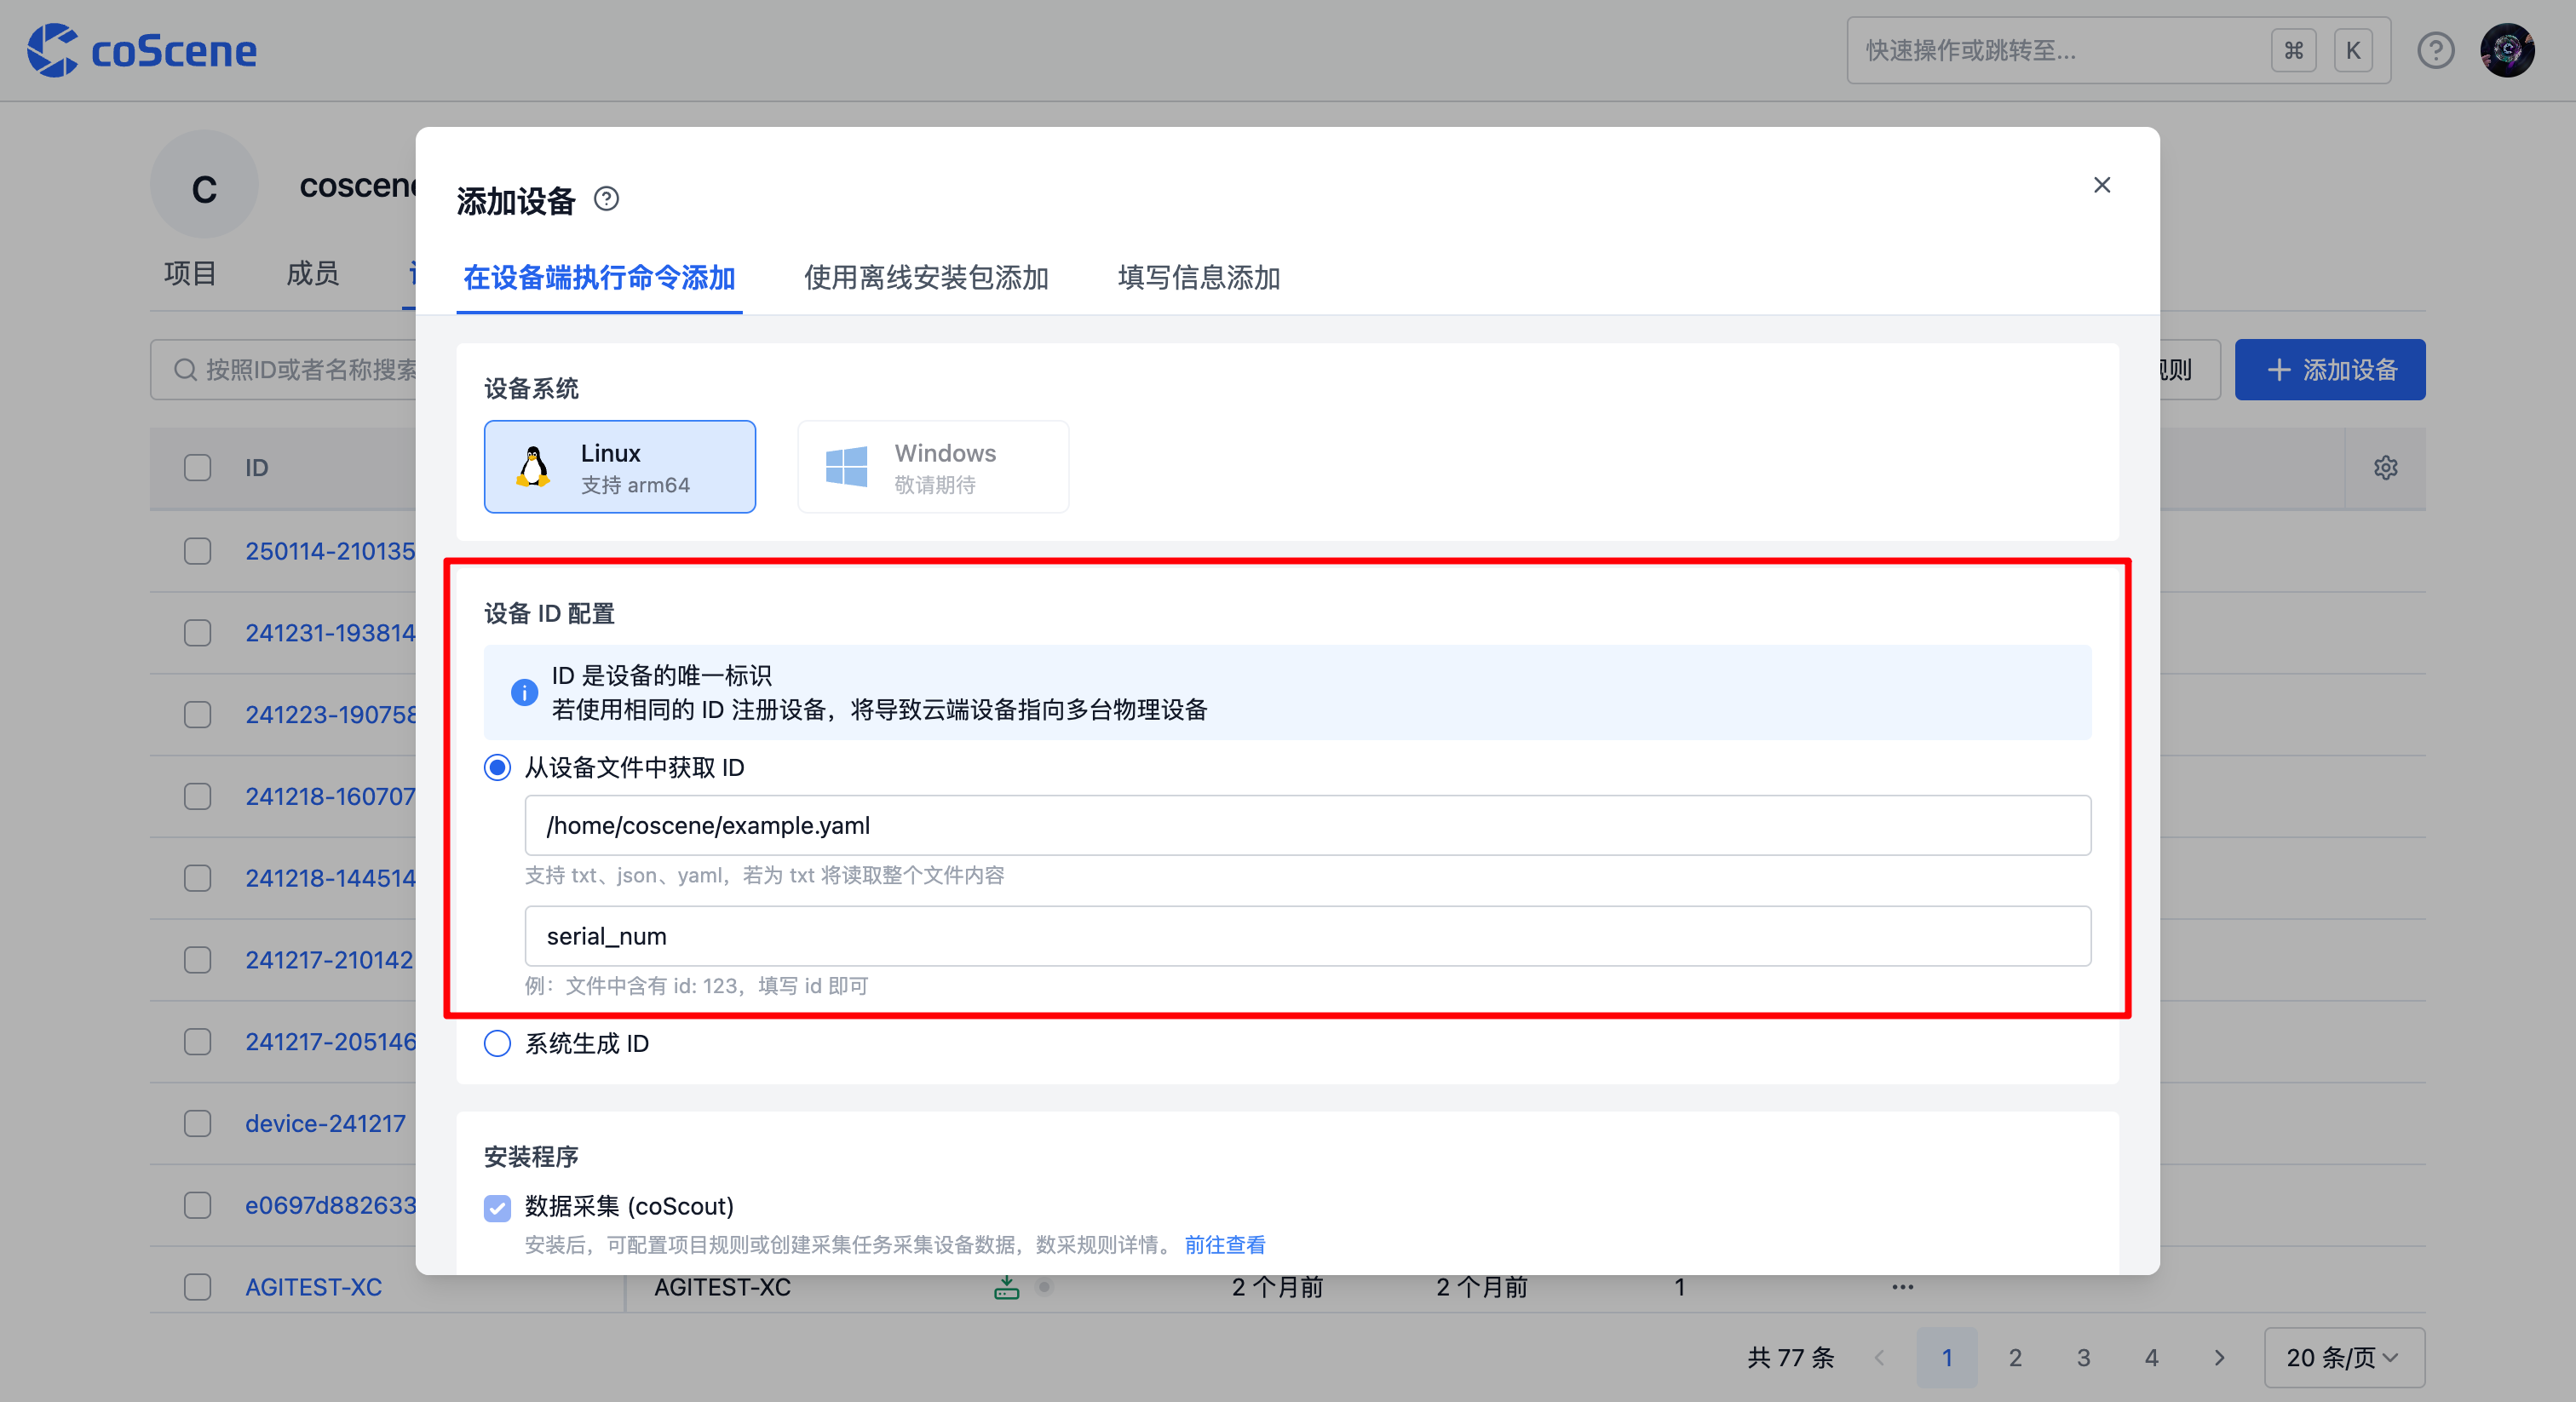 coScene
快速操作或跳转至...
⌘ K
C
coscene
项目
成员
按照ID或者名称搜索
规则
添加设备
ID
250114-210135
241231-193814
241223-190758
241218-160707
241218-144514
241217-210142
241217-205146
device-241217
e0697d882633
AGITEST-XC
AGITEST-XC
2 个月前
2 个月前
1
...
共 77 条
1
2
3
4
20 条/页
添加设备
在设备端执行命令添加
使用离线安装包添加
填写信息添加
设备系统
Linux
支持 arm64
Windows
敬请期待
设备 ID 配置
ID 是设备的唯一标识
若使用相同的 ID 注册设备，将导致云端设备指向多台物理设备
从设备文件中获取 ID
/home/coscene/example.yaml
支持 txt、json、yaml，若为 txt 将读取整个文件内容
serial_num
例：文件中含有 id: 123，填写 id 即可
系统生成 ID
安装程序
数据采集 (coScout)
安装后，可配置项目规则或创建采集任务采集设备数据，数采规则详情。 前往查看